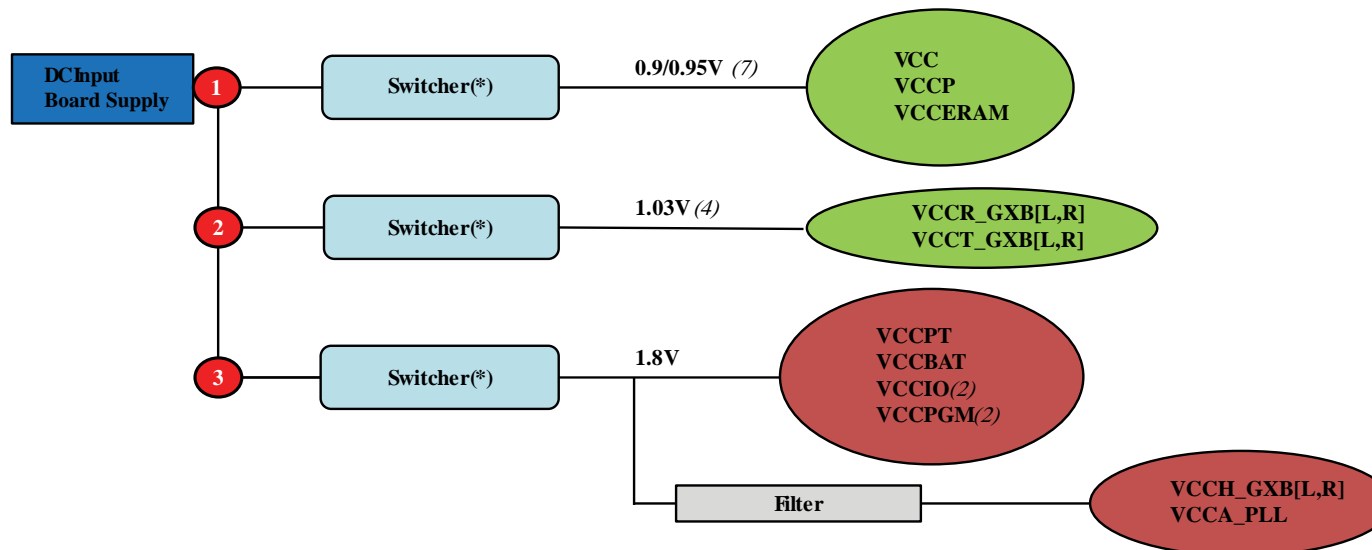 DCInput
Board Supply
1
Switcher(*)
0.9/0.95V (7)
VCC
VCCP
VCCERAM
2
Switcher(*)
1.03V (4)
VCCR_GXB[L,R]
VCCT_GXB[L,R]
3
Switcher(*)
1.8V
VCCPT
VCCBAT
VCCIO(2)
VCCPGM(2)
Filter
VCCH_GXB[L,R]
VCCA_PLL